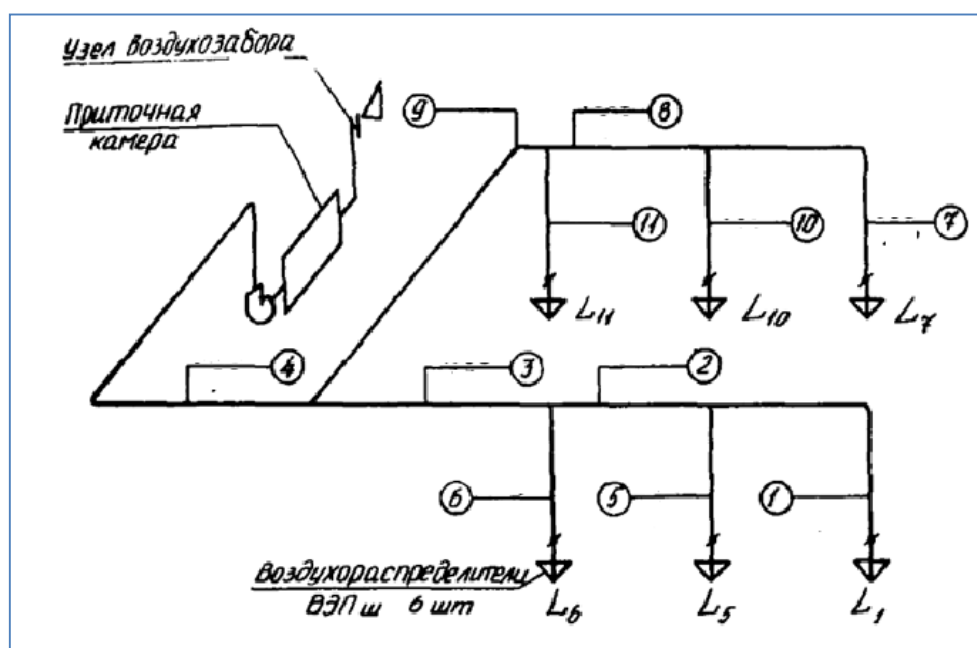 Узел воздухозабора
Приточная
камера
9
8
11
10
7
L11
L10
L7
4
3
2
6
5
1
Воздухораспределители
ВЭПш 6 шт
L6
L5
L1